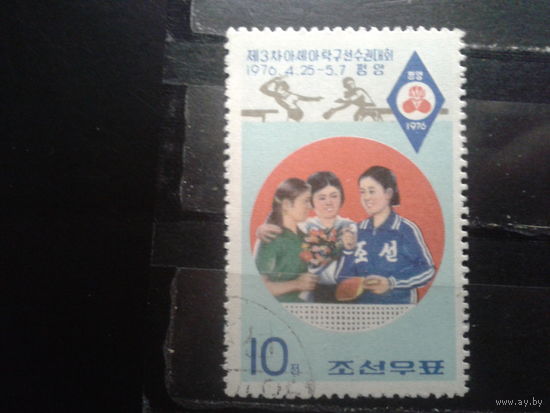 제3차아세아탁구선수권대회
1976.4.25-5.7 평양
평양
1976
조선
10전
조선우표
www.ay.by